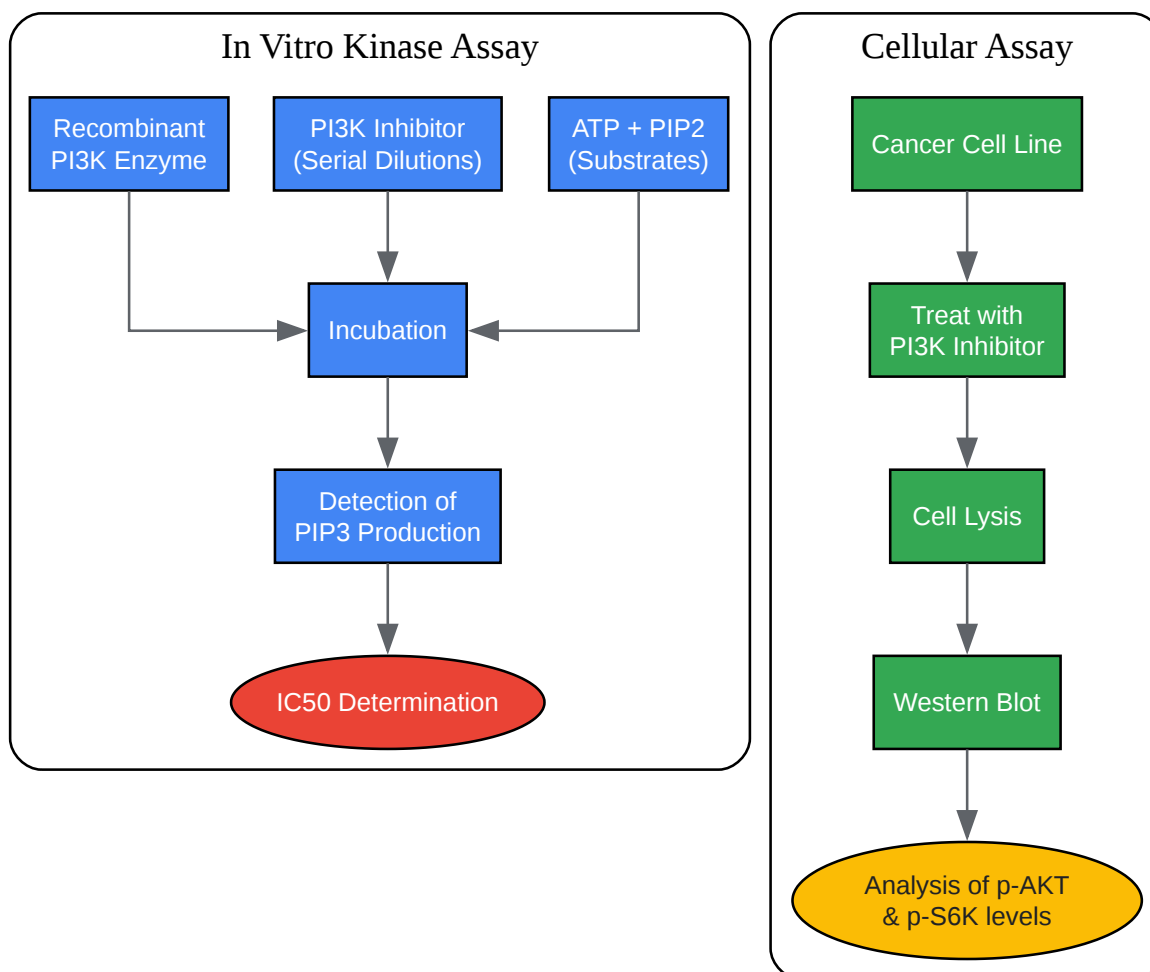 In Vitro Kinase Assay
Recombinant
PI3K Enzyme
PI3K Inhibitor
(Serial Dilutions)
ATP + PIP2
(Substrates)
Incubation
Detection of
PIP3 Production
IC50 Determination
Cellular Assay
Cancer Cell Line
Treat with
PI3K Inhibitor
Cell Lysis
Western Blot
Analysis of p-AKT
& p-S6K levels